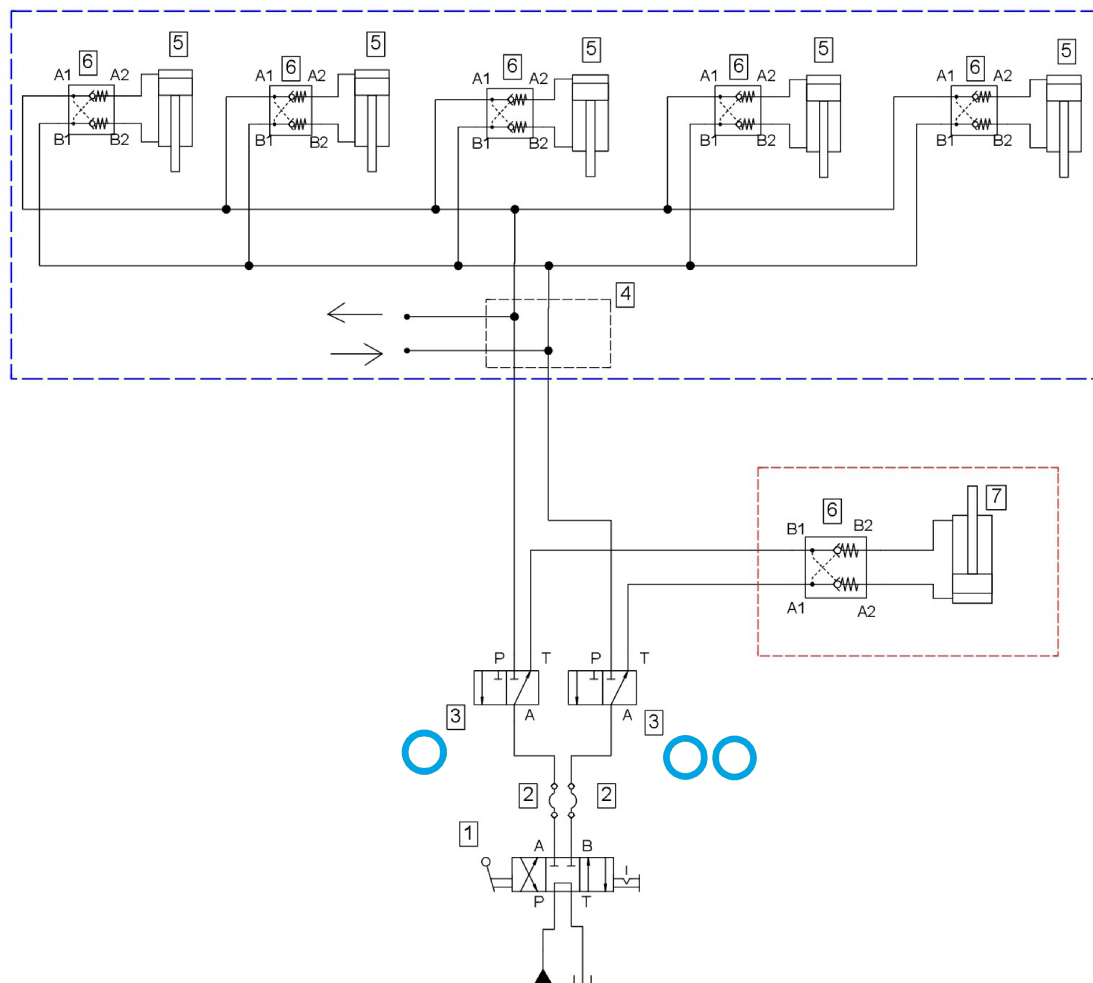 6 5 6 5 6 5 6 5 6 5
A1 A2 A1 A2 A1 A2 A1 A2 A1 A2
B1 B2 B1 B2 B1 B2 B1 B2 B1 B2
4
6 7
B1 B2
A1 A2
P T P T
3 A 3 A
2 2
1 A B
P T